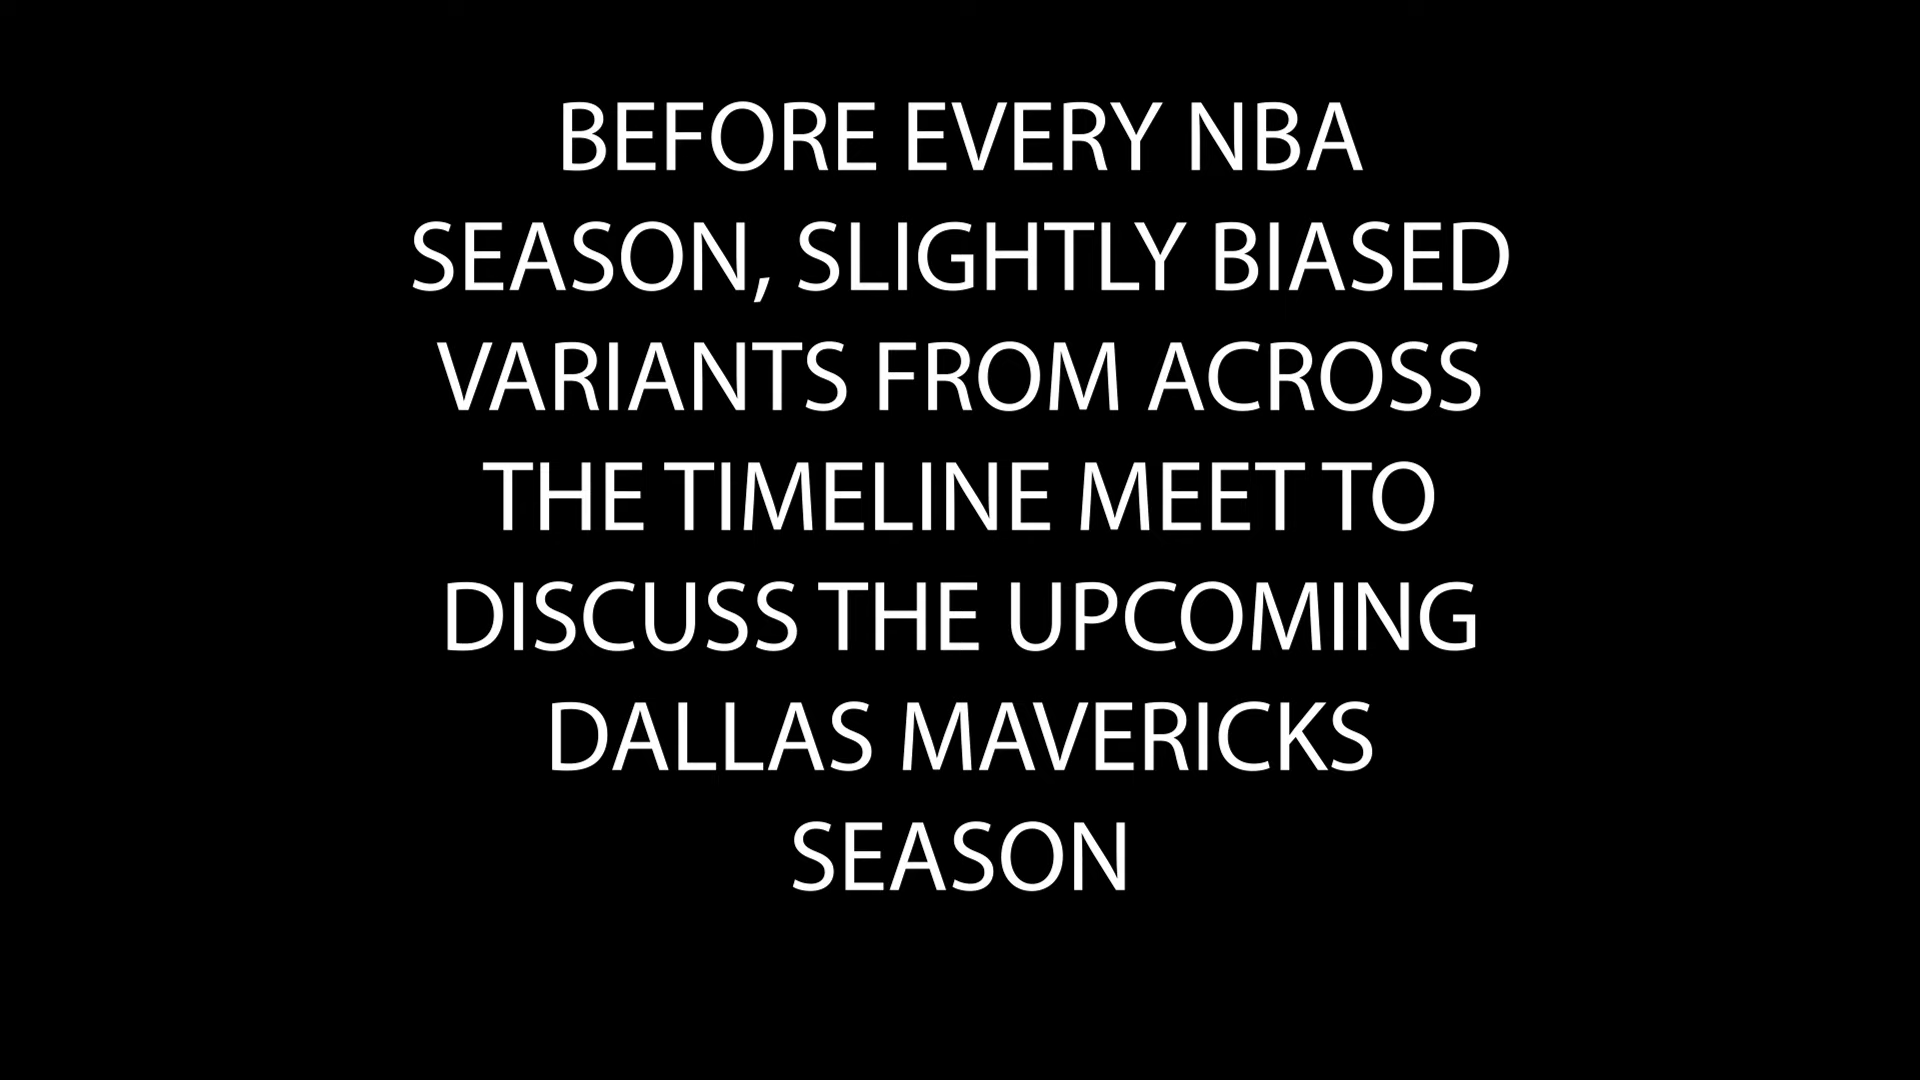 BEFORE EVERY NBA
SEASON, SLIGHTLY BIASED
VARIANTS FROM ACROSS
THE TIMELINE MEET TO
DISCUSS THE UPCOMING
DALLAS MAVERICKS
SEASON